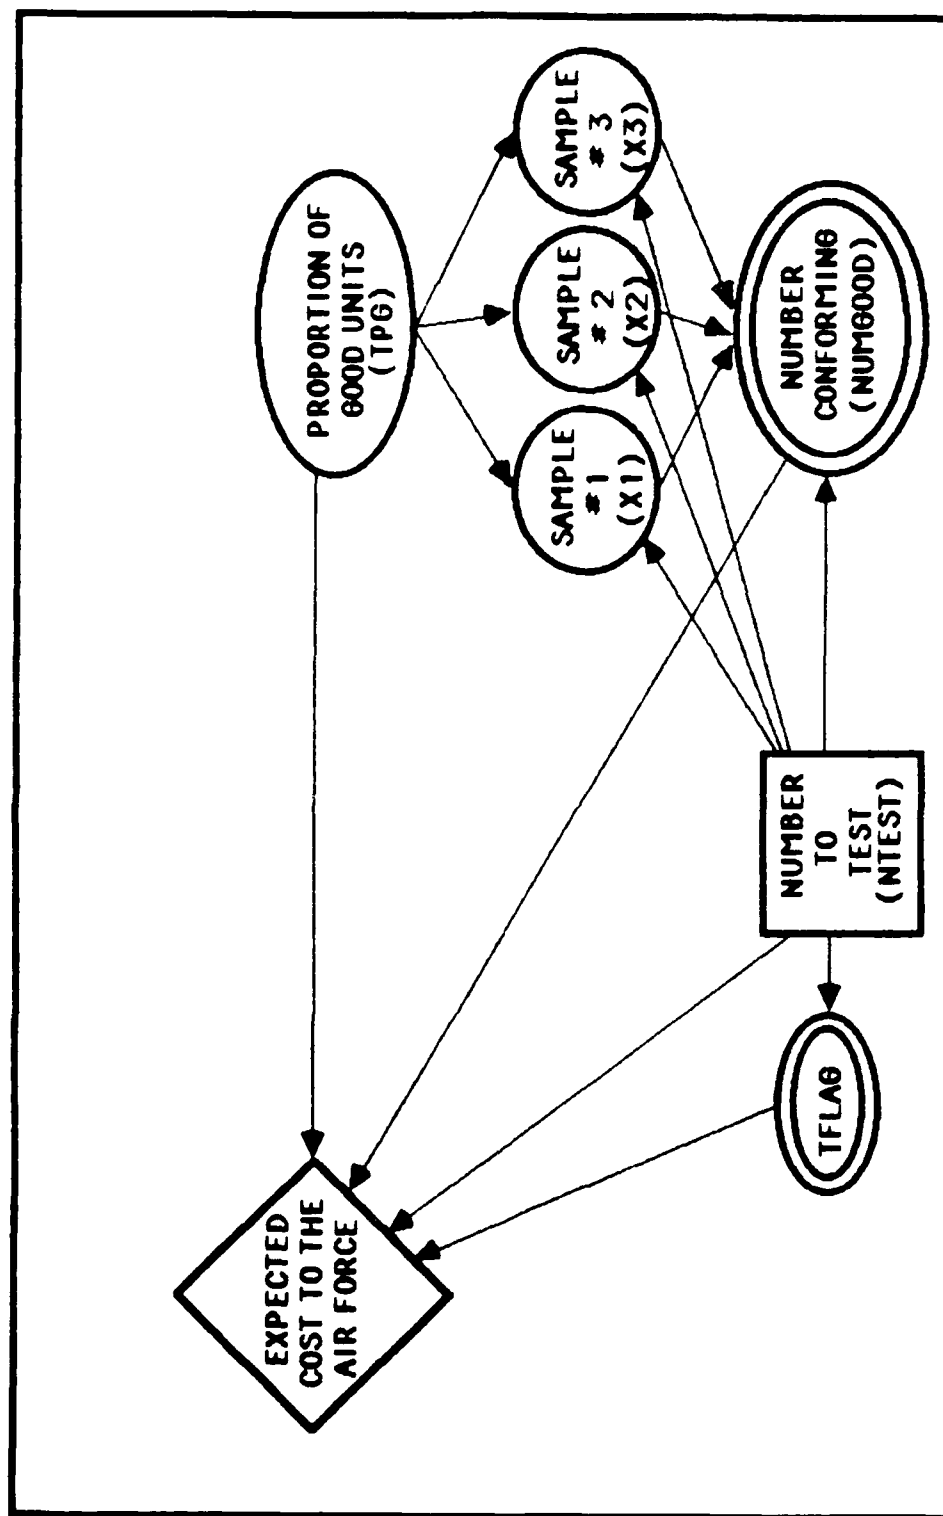 PROPORTION OF
GOOD UNITS
(TPG)
EXPECTED
COST TO THE
AIR FORCE
SAMPLE
# 1
(X1)
SAMPLE
# 2
(X2)
SAMPLE
# 3
(X3)
TFLAG
NUMBER
TO
TEST
(NTEST)
NUMBER
CONFORMING
(NUMGOOD)